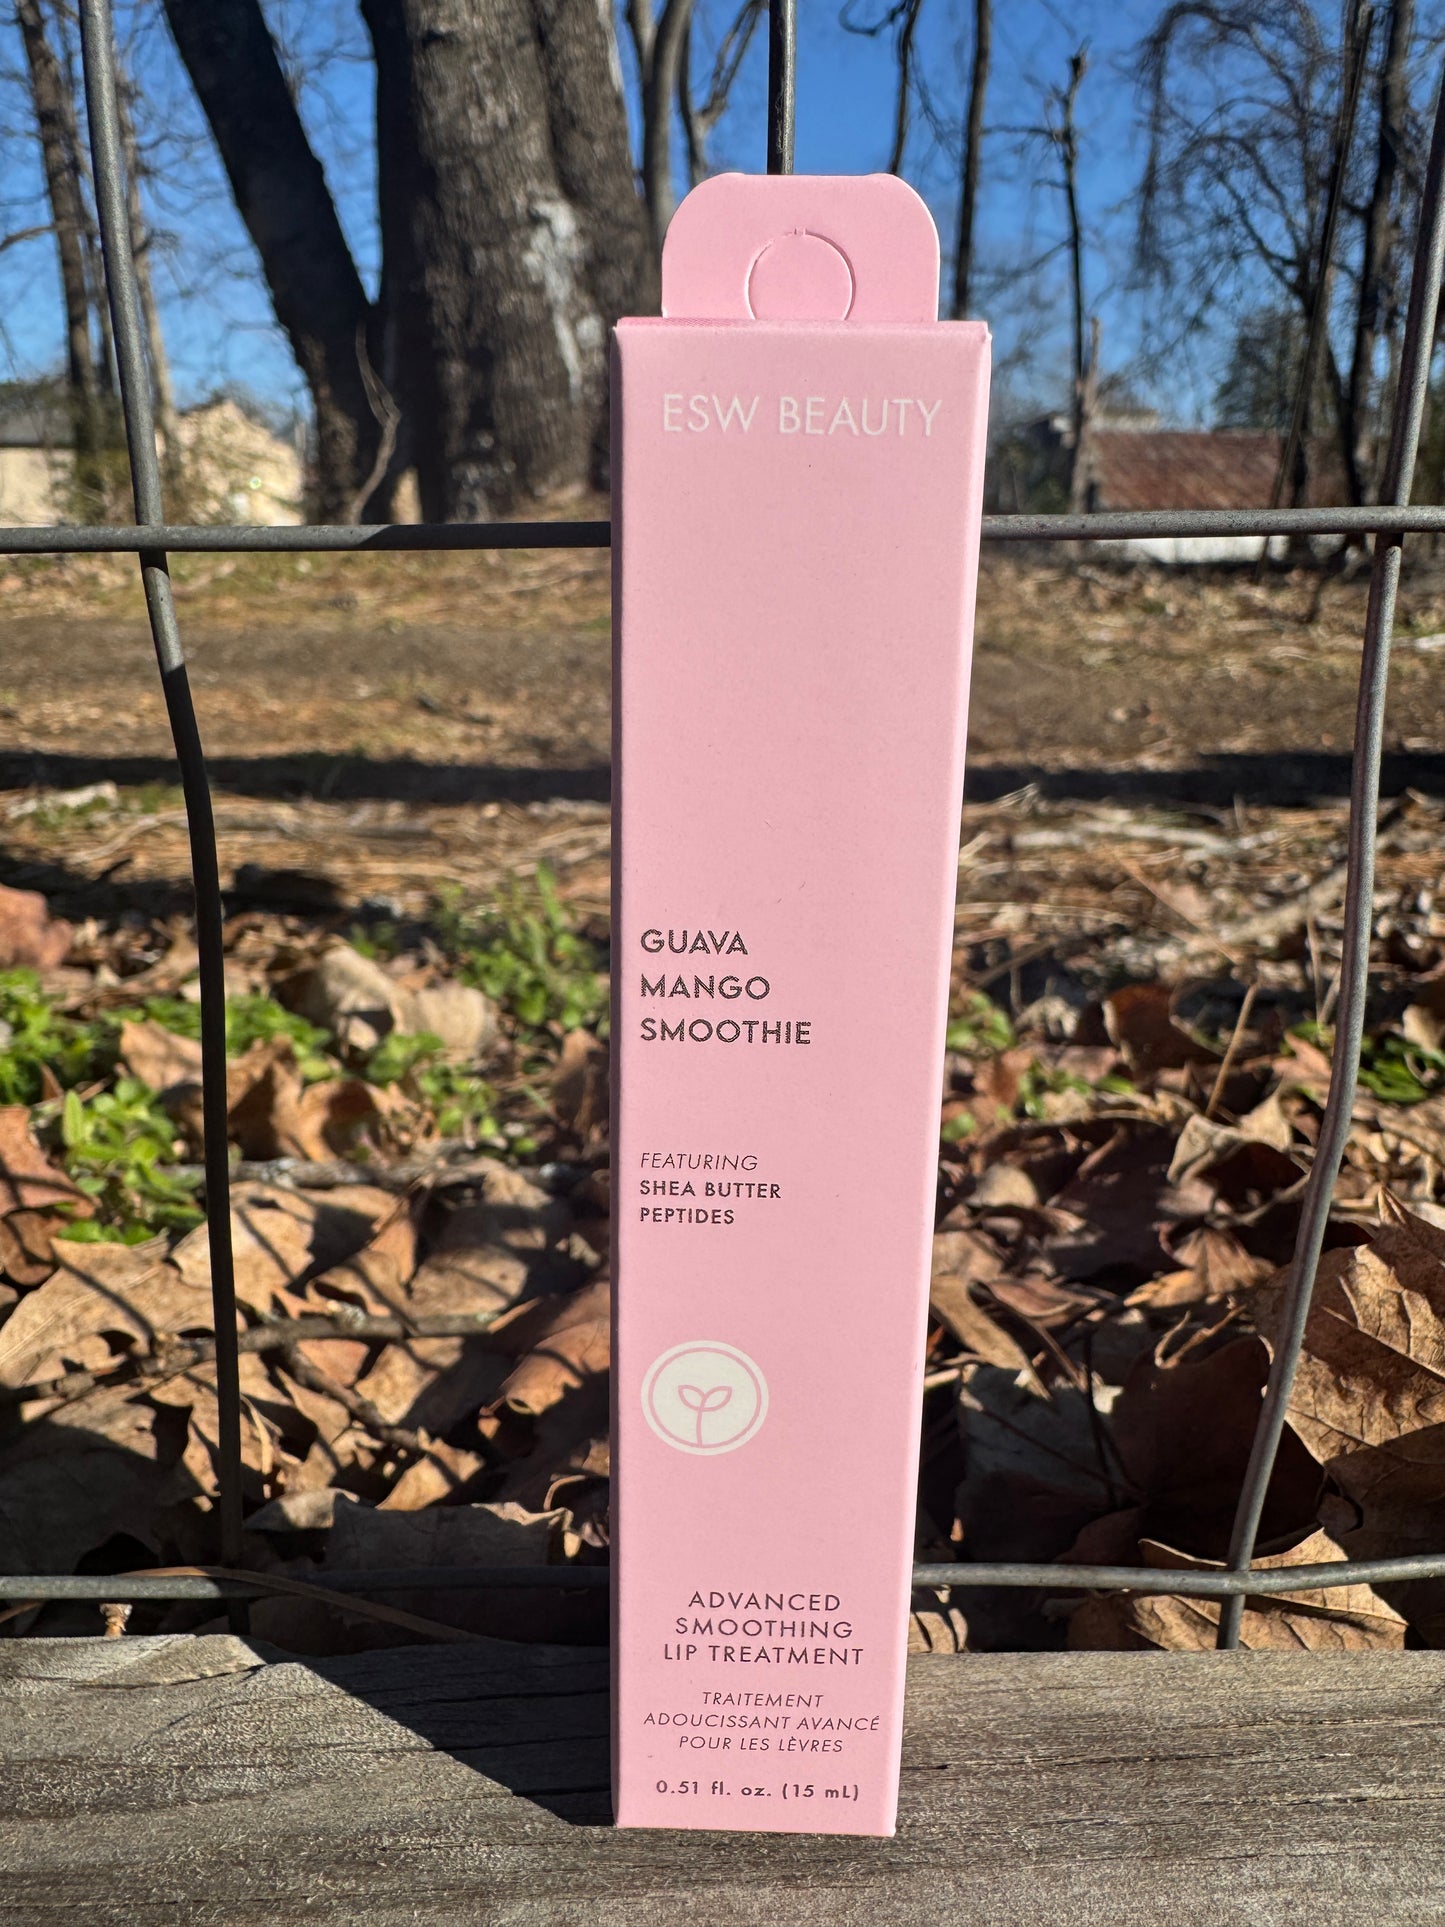 ESW BEAUTY
GUAVA
MANGO
SMOOTHIE
FEATURING
SHEA BUTTER
PEPTIDES
ADVANCED
SMOOTHING
LIP TREATMENT
TRAITEMENT
ADOUCISSANT AVANCÉ
POUR LES LÈVRES
0.51 fl. oz. (15 mL)